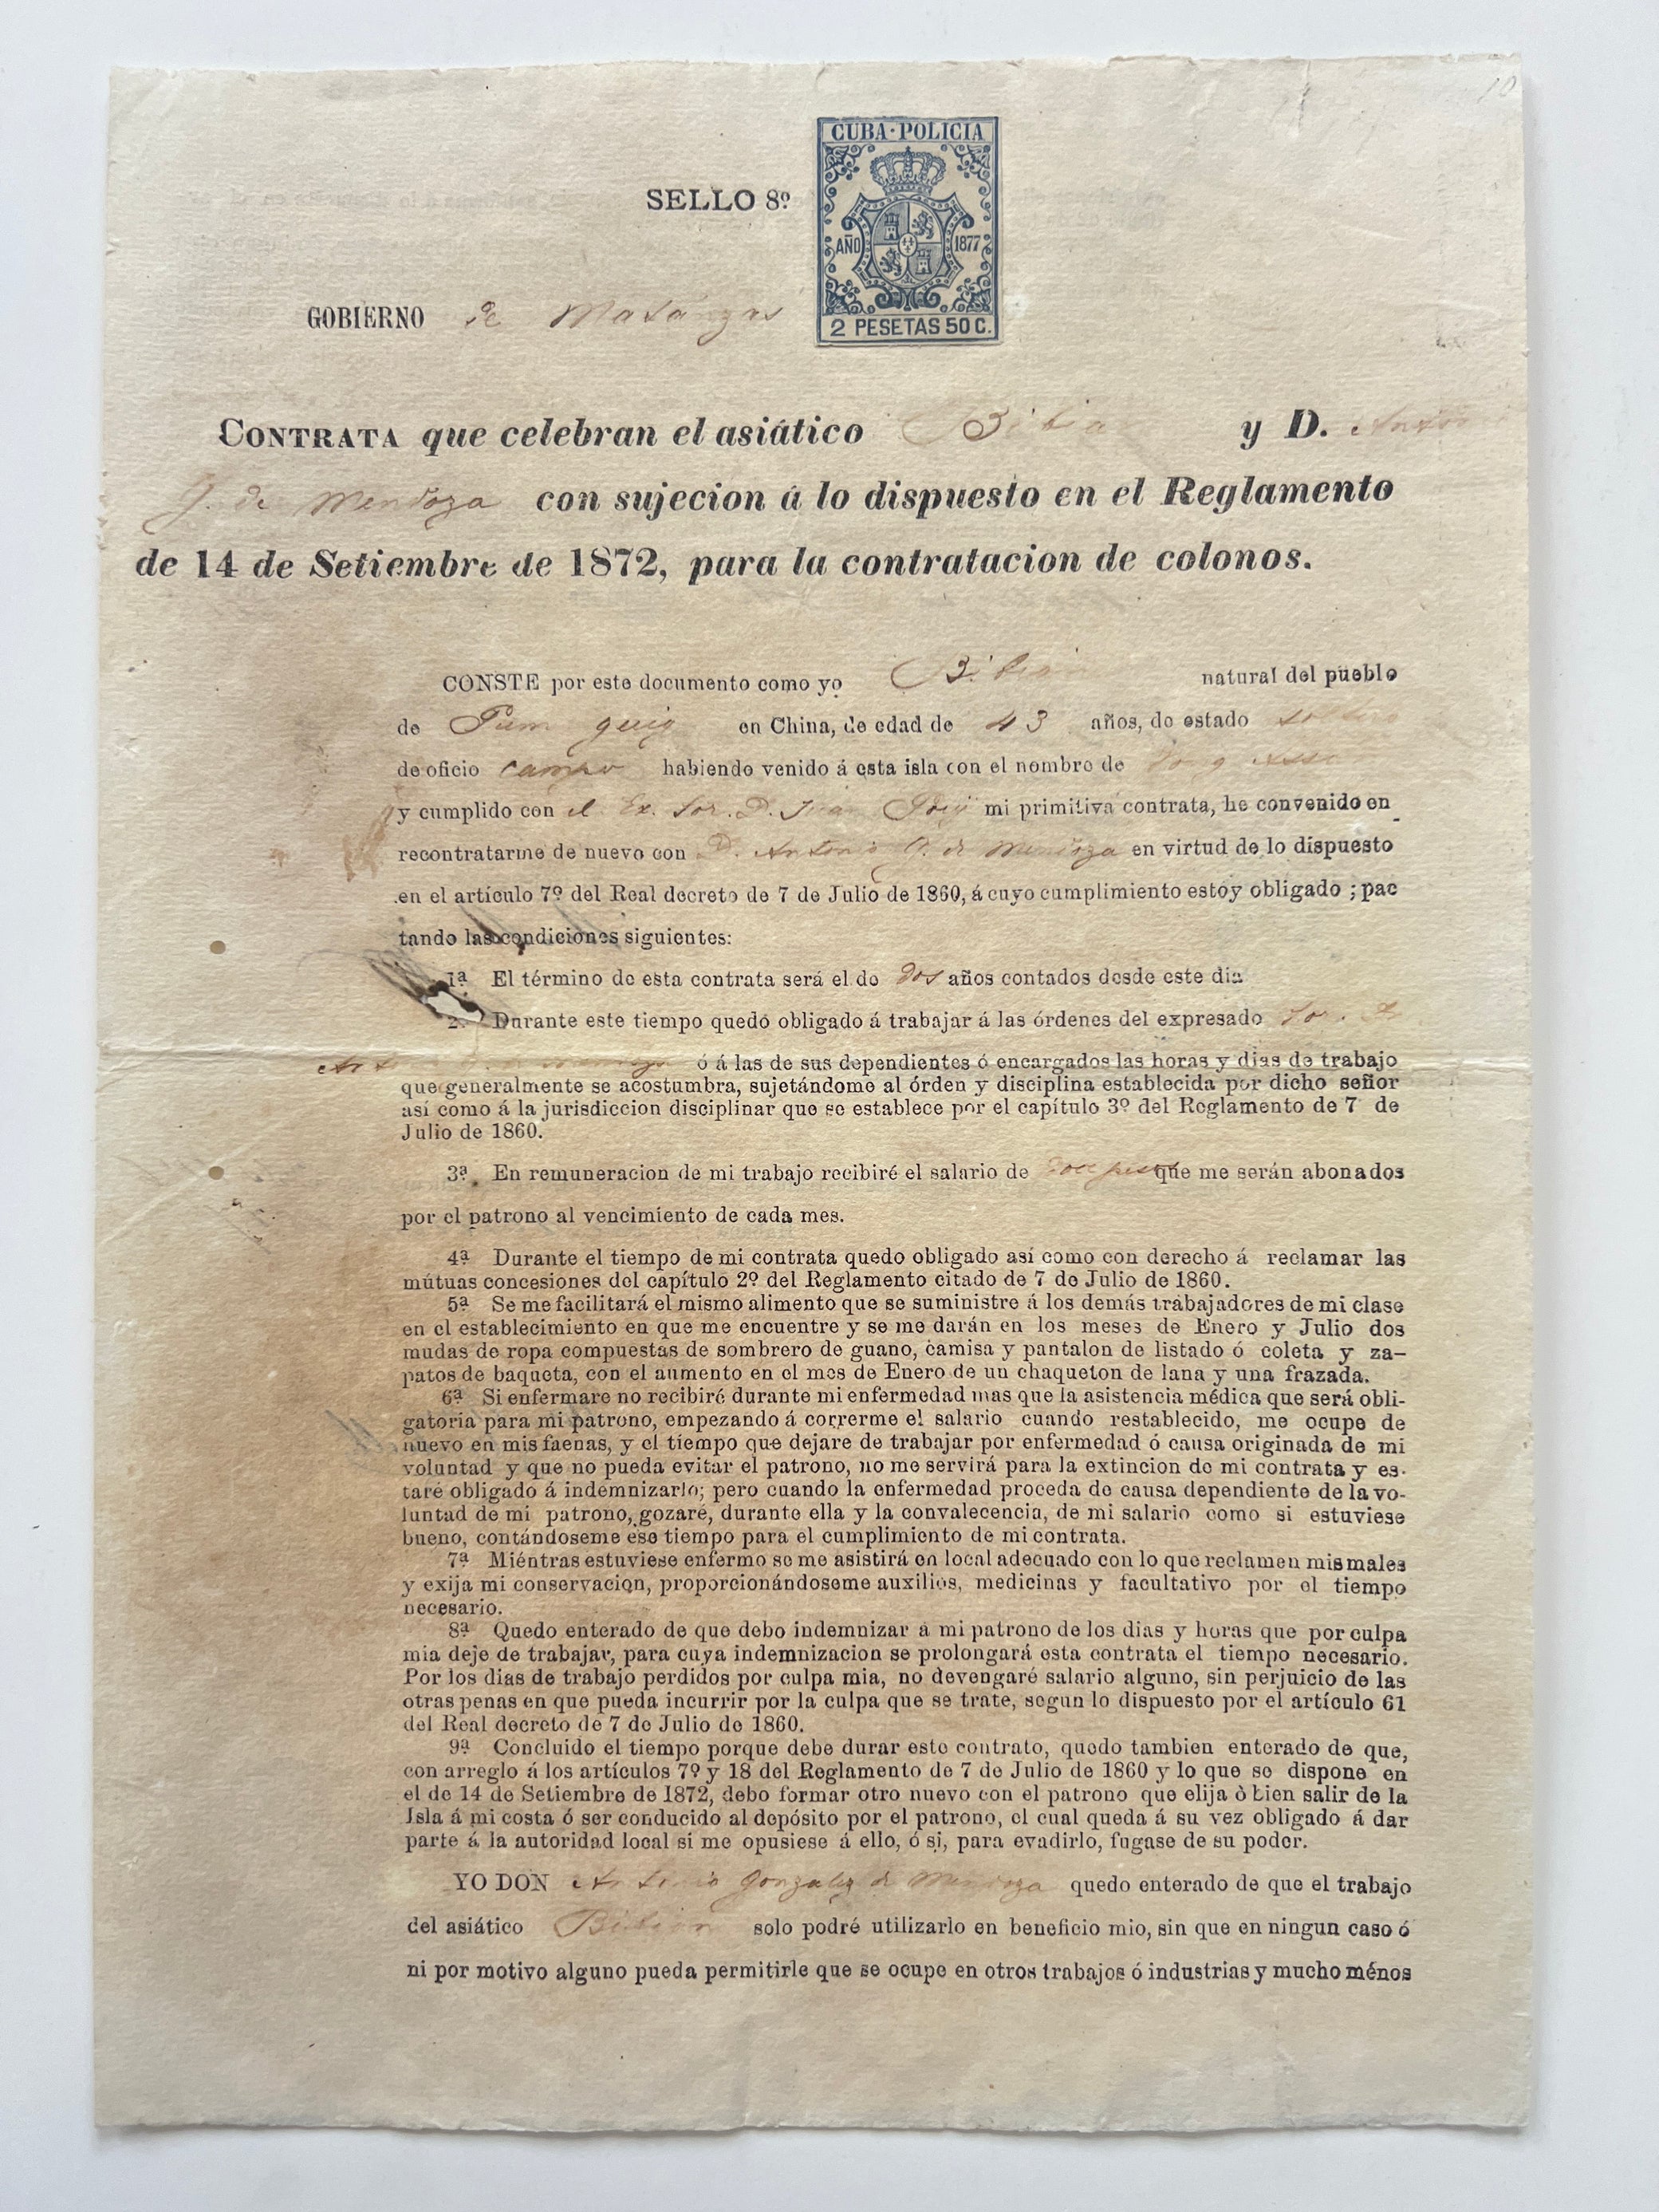 10
CUBA·POLICIA
SELLO 8º
AÑO 1877
2 PESETAS 50 C.
GOBIERNO de Matanzas
CONTRATA que celebran el asiático y D.
G. de Mendoza con sujecion á lo dispuesto en el Reglamento
de 14 de Setiembre de 1872, para la contratacion de colonos.
CONSTE por este documento como yo natural del pueblo
de en China, de edad de 43 años, de estado soltero
de oficio campo habiendo venido á esta isla con el nombre de
y cumplido con el Ex. Sor. D. mi primitiva contrata, he convenido en
recontratarme de nuevo con D. Antonio G. de Mendoza en virtud de lo dispuesto
en el artículo 7º del Real decreto de 7 de Julio de 1860, á cuyo cumplimiento estoy obligado ; pac
tando las condiciones siguientes:
1ª El término de esta contrata será el de dos años contados desde este dia
2. Durante este tiempo quedó obligado á trabajar á las órdenes del expresado Sor. D
ó á las de sus dependientes ó encargados las horas y dias de trabajo
que generalmente se acostumbra, sujetándome al órden y disciplina establecida por dicho señor
así como á la jurisdiccion disciplinar que se establece por el capítulo 3º del Reglamento de 7 de
Julio de 1860.
3ª En remuneracion de mi trabajo recibiré el salario de doce pesos que me serán abonados
por el patrono al vencimiento de cada mes.
4ª Durante el tiempo de mi contrata quedo obligado así como con derecho á reclamar las
mútuas concesiones del capítulo 2º del Reglamento citado de 7 de Julio de 1860.
5ª Se me facilitará el mismo alimento que se suministre á los demás trabajadores de mi clase
en el establecimiento en que me encuentre y se me darán en los meses de Enero y Julio dos
mudas de ropa compuestas de sombrero de guano, camisa y pantalon de listado ó coleta y za-
patos de baqueta, con el aumento en el mes de Enero de un chaqueton de lana y una frazada.
6ª Si enfermare no recibiré durante mi enfermedad mas que la asistencia médica que será obli-
gatoria para mi patrono, empezando á correrme el salario cuando restablecido, me ocupe de
nuevo en mis faenas, y el tiempo que dejare de trabajar por enfermedad ó causa originada de mi
voluntad y que no pueda evitar el patrono, no me servirá para la extincion de mi contrata y es-
taré obligado á indemnizarlo; pero cuando la enfermedad proceda de causa dependiente de la vo-
luntad de mi patrono, gozaré, durante ella y la convalecencia, de mi salario como si estuviese
bueno, contándoseme ese tiempo para el cumplimiento de mi contrata.
7ª Miéntras estuviese enfermo se me asistirá en local adecuado con lo que reclamen mis males
y exija mi conservacion, proporcionándoseme auxilios, medicinas y facultativo por el tiempo
necesario.
8ª Quedo enterado de que debo indemnizar á mi patrono de los dias y horas que por culpa
mia deje de trabajar, para cuya indemnizacion se prolongará esta contrata el tiempo necesario.
Por los dias de trabajo perdidos por culpa mia, no devengaré salario alguno, sin perjuicio de las
otras penas en que pueda incurrir por la culpa que se trate, segun lo dispuesto por el artículo 61
del Real decreto de 7 de Julio de 1860.
9ª Concluido el tiempo porque debe durar este contrato, quedo tambien enterado de que,
con arreglo á los artículos 7º y 18 del Reglamento de 7 de Julio de 1860 y lo que se dispone en
el de 14 de Setiembre de 1872, debo formar otro nuevo con el patrono que elija ò bien salir de la
Isla á mi costa ó ser conducido al depósito por el patrono, el cual queda á su vez obligado á dar
parte á la autoridad local si me opusiese á ello, ó si, para evadirlo, fugase de su poder.
YO DON Antonio Gonzalez de Mendoza quedo enterado de que el trabajo
del asiático Bibian solo podré utilizarlo en beneficio mio, sin que en ningun caso ó
ni por motivo alguno pueda permitirle que se ocupe en otros trabajos ó industrias y mucho ménos